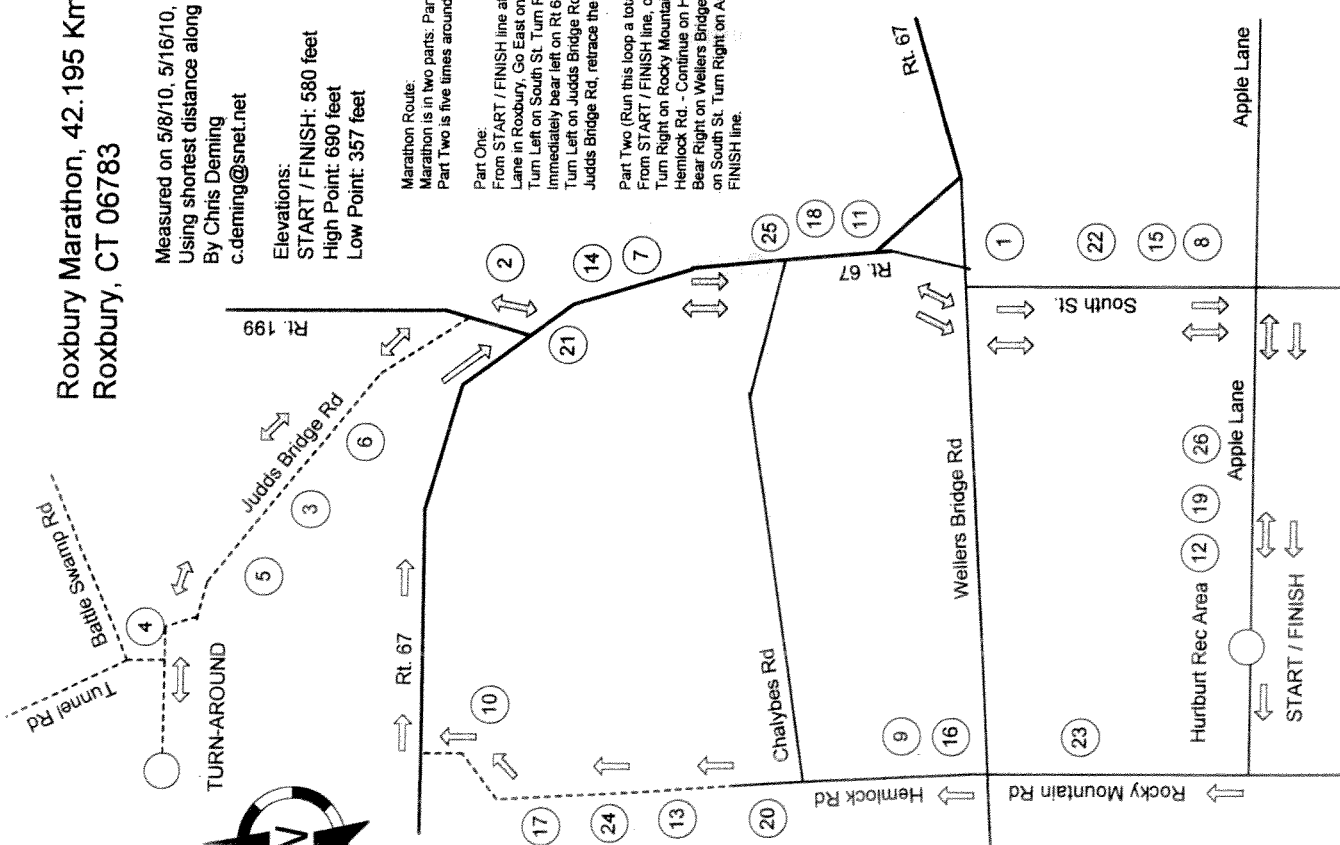 Roxbury Marathon, 42.195 Km
Roxbury, CT 06783
Measured on 5/8/10, 5/16/10,
Using shortest distance along
By Chris Deming
c.deming@snet.net
Elevations:
START / FINISH: 580 feet
High Point: 690 feet
Low Point: 357 feet
Marathon Route:
Marathon is in two parts: Par
Part Two is five times around
Part One:
From START / FINISH line at
Lane in Roxbury, Go East on
Turn Left on South St. Turn R
Immediately bear left on Rt 6
Turn Left on Judds Bridge Ro
Judds Bridge Rd, retrace the
Part Two (Run this loop a tota
From START / FINISH line, c
Turn Right on Rocky Mountai
Hemlock Rd. - Continue on H
Bear Right on Wellers Bridge
on South St. Turn Right on A
FINISH line.
Tunnel Rd
Battle Swamp Rd
4
TURN-AROUND
5
3
6
Judds Bridge Rd
Rt. 199
Rt. 67
10
21
2
14
7
25
18
11
Rt. 67
Rt. 67
17
24
13
20
Chalybes Rd
Hemlock Rd
9
16
Wellers Bridge Rd
1
22
15
8
South St.
23
Rocky Mountain Rd
Hurlburt Rec Area
12
19
26
Apple Lane
Apple Lane
Apple Lane
START / FINISH